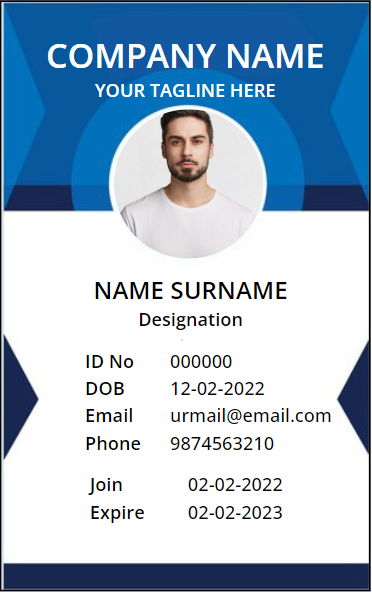 COMPANY NAME
YOUR TAGLINE HERE
NAME SURNAME
Designation
ID No 000000
DOB 12-02-2022
Email urmail@email.com
Phone 9874563210
Join 02-02-2022
Expire 02-02-2023